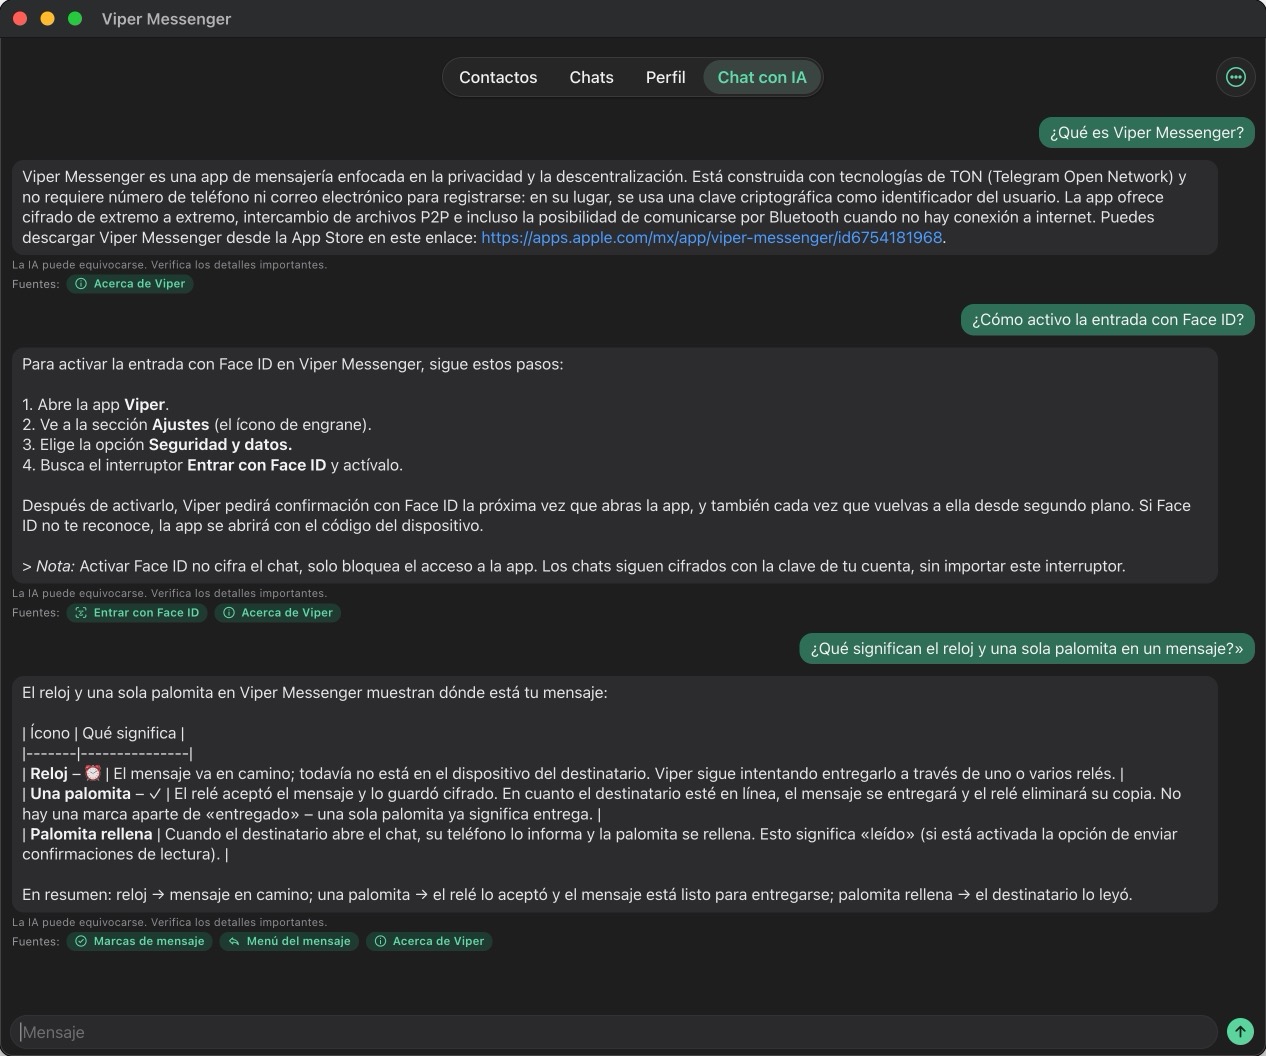 Viper Messenger
Contactos Chats Perfil Chat con IA
¿Qué es Viper Messenger?
Viper Messenger es una app de mensajería enfocada en la privacidad y la descentralización. Está construida con tecnologías de TON (Telegram Open Network) y
no requiere número de teléfono ni correo electrónico para registrarse: en su lugar, se usa una clave criptográfica como identificador del usuario. La app ofrece
cifrado de extremo a extremo, intercambio de archivos P2P e incluso la posibilidad de comunicarse por Bluetooth cuando no hay conexión a internet. Puedes
descargar Viper Messenger desde la App Store en este enlace: https://apps.apple.com/mx/app/viper-messenger/id6754181968.
La IA puede equivocarse. Verifica los detalles importantes.
Fuentes: Acerca de Viper
¿Cómo activo la entrada con Face ID?
Para activar la entrada con Face ID en Viper Messenger, sigue estos pasos:
1. Abre la app Viper.
2. Ve a la sección Ajustes (el ícono de engrane).
3. Elige la opción Seguridad y datos.
4. Busca el interruptor Entrar con Face ID y actívalo.
Después de activarlo, Viper pedirá confirmación con Face ID la próxima vez que abras la app, y también cada vez que vuelvas a ella desde segundo plano. Si Face
ID no te reconoce, la app se abrirá con el código del dispositivo.
> Nota: Activar Face ID no cifra el chat, solo bloquea el acceso a la app. Los chats siguen cifrados con la clave de tu cuenta, sin importar este interruptor.
La IA puede equivocarse. Verifica los detalles importantes.
Fuentes: Entrar con Face ID Acerca de Viper
¿Qué significan el reloj y una sola palomita en un mensaje?»
El reloj y una sola palomita en Viper Messenger muestran dónde está tu mensaje:
| Ícono | Qué significa |
|-------|---------------|
| Reloj – ⏰ | El mensaje va en camino; todavía no está en el dispositivo del destinatario. Viper sigue intentando entregarlo a través de uno o varios relés. |
| Una palomita – ✓ | El relé aceptó el mensaje y lo guardó cifrado. En cuanto el destinatario esté en línea, el mensaje se entregará y el relé eliminará su copia. No
hay una marca aparte de «entregado» – una sola palomita ya significa entrega. |
| Palomita rellena | Cuando el destinatario abre el chat, su teléfono lo informa y la palomita se rellena. Esto significa «leído» (si está activada la opción de enviar
confirmaciones de lectura). |
En resumen: reloj → mensaje en camino; una palomita → el relé lo aceptó y el mensaje está listo para entregarse; palomita rellena → el destinatario lo leyó.
La IA puede equivocarse. Verifica los detalles importantes.
Fuentes: Marcas de mensaje Menú del mensaje Acerca de Viper
Mensaje